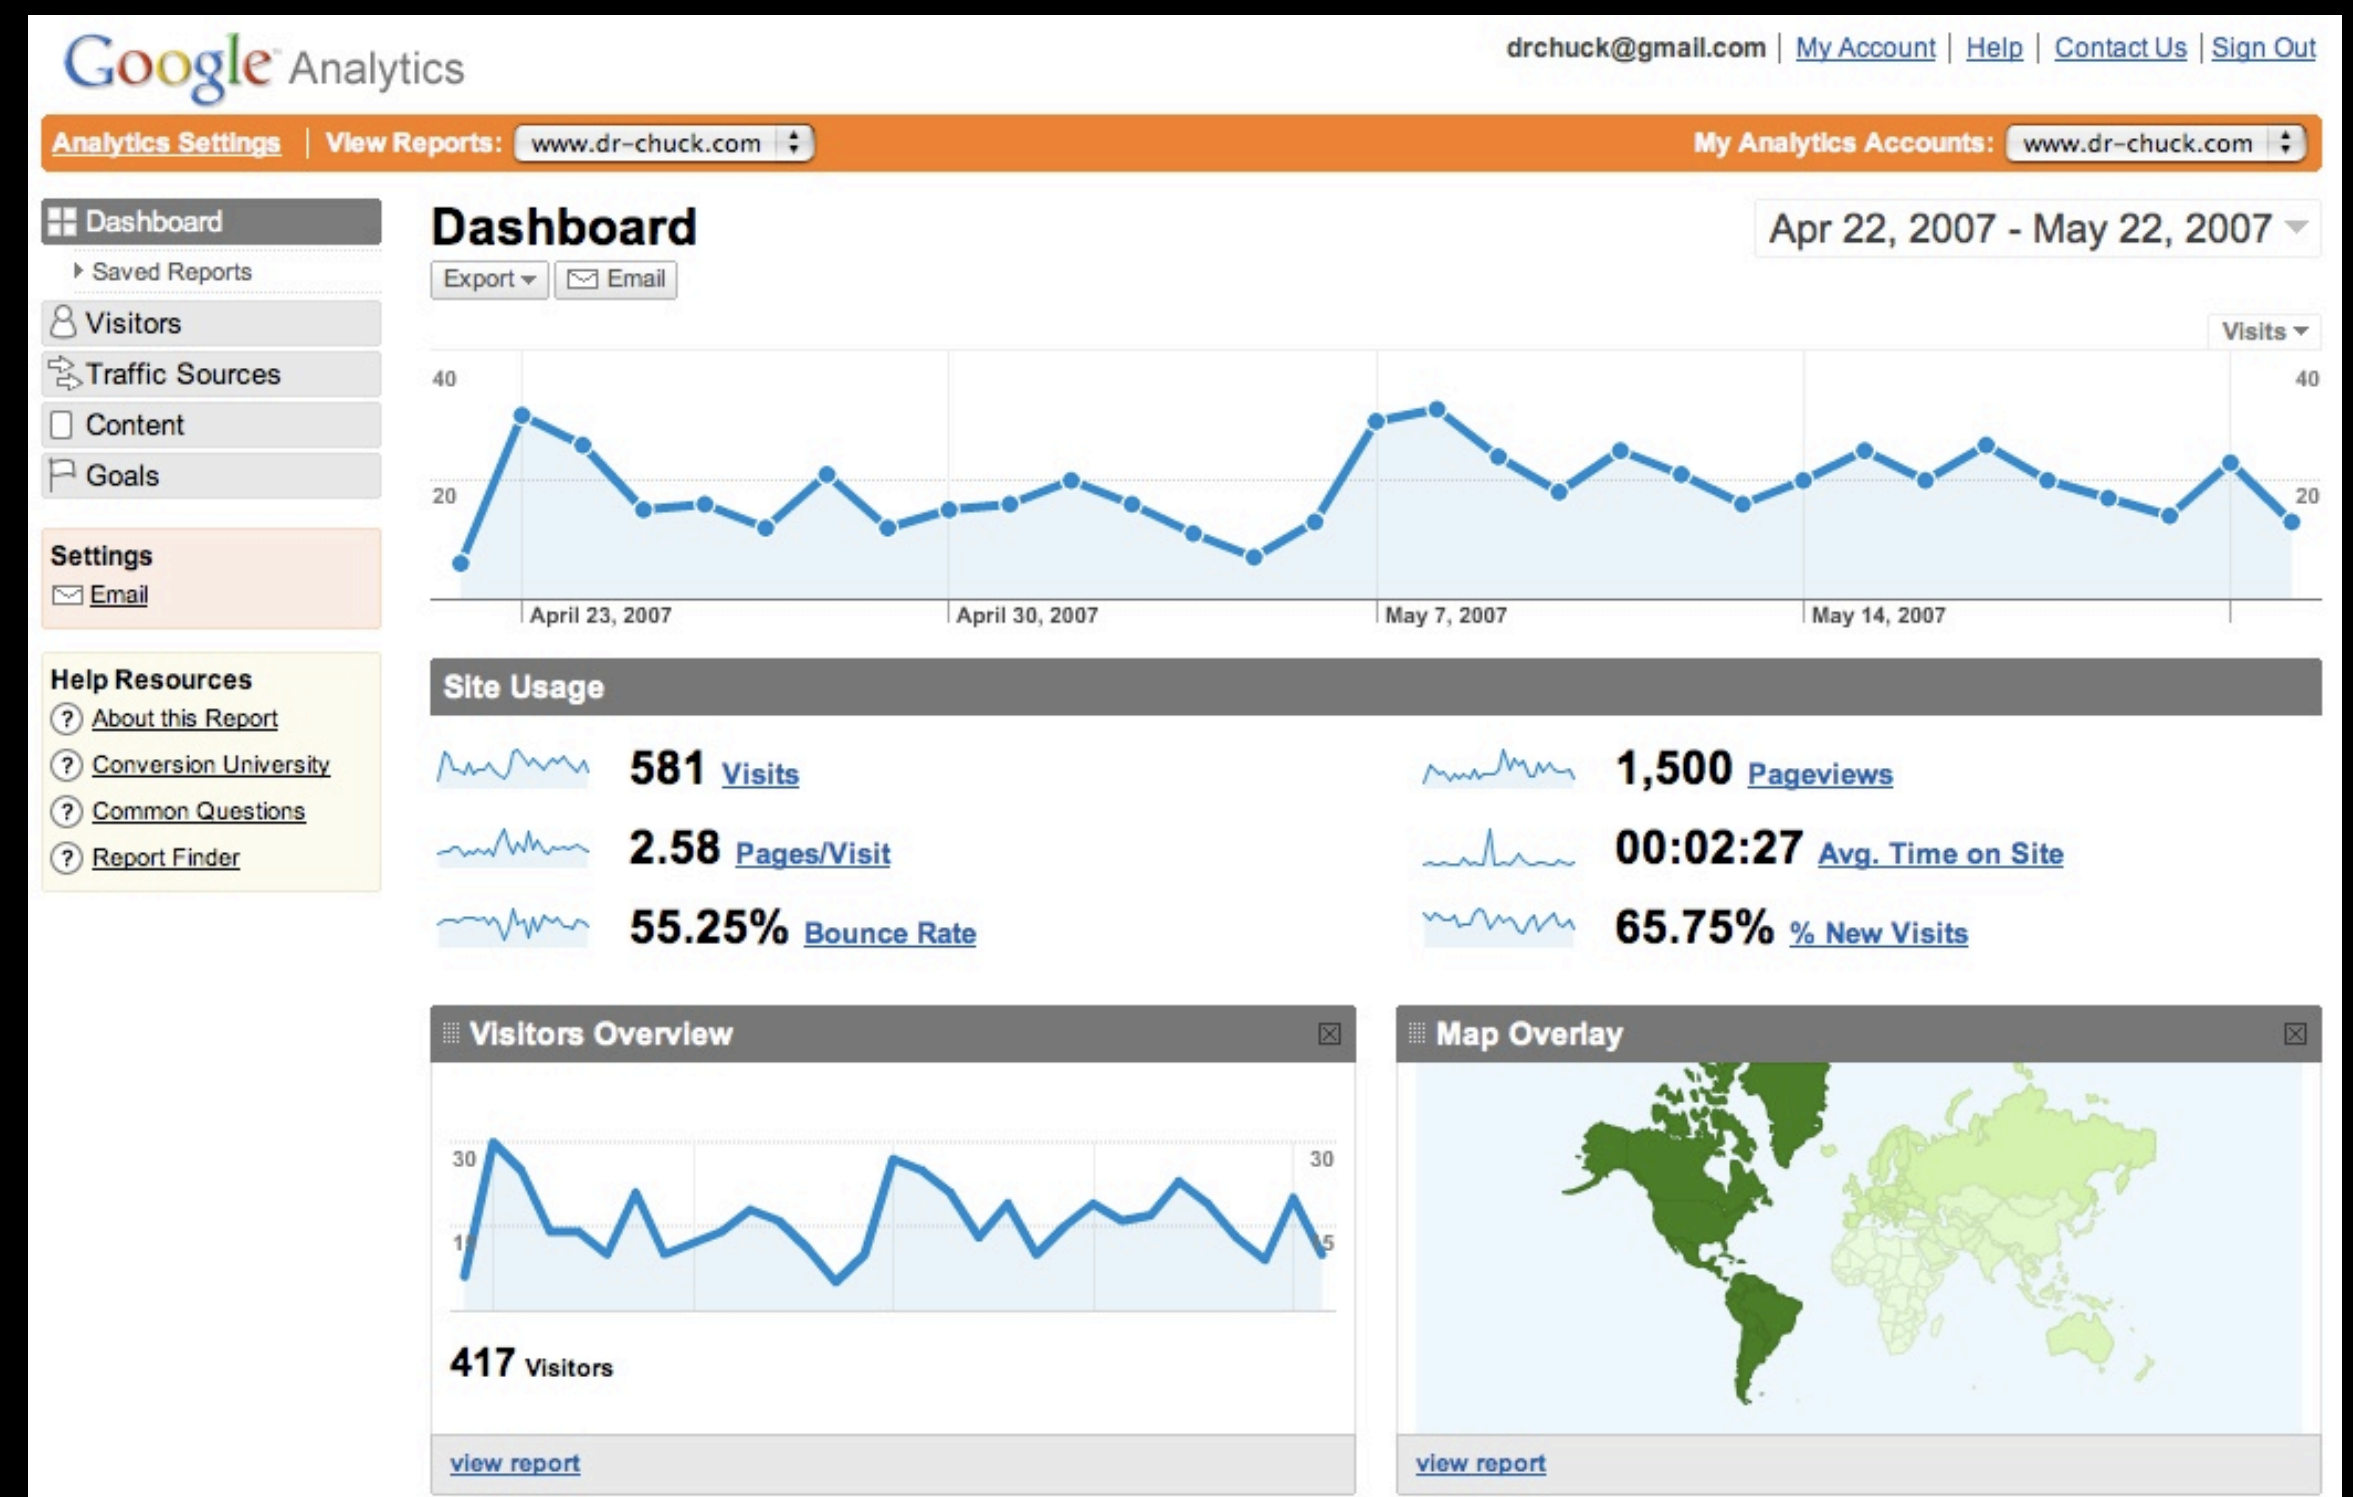 Google™ Analytics
drchuck@gmail.com | My Account | Help | Contact Us | Sign Out
Analytics Settings | View Reports: www.dr-chuck.com
My Analytics Accounts: www.dr-chuck.com
Dashboard
Saved Reports
Visitors
Traffic Sources
Content
Goals
Settings
Email
Help Resources
? About this Report
? Conversion University
? Common Questions
? Report Finder
Dashboard
Apr 22, 2007 - May 22, 2007
Export Email
Visits
40 40
20 20
April 23, 2007 April 30, 2007 May 7, 2007 May 14, 2007
Site Usage
581 Visits
1,500 Pageviews
2.58 Pages/Visit
00:02:27 Avg. Time on Site
55.25% Bounce Rate
65.75% % New Visits
Visitors Overview
30 30
15 15
417 Visitors
view report
Map Overlay
view report